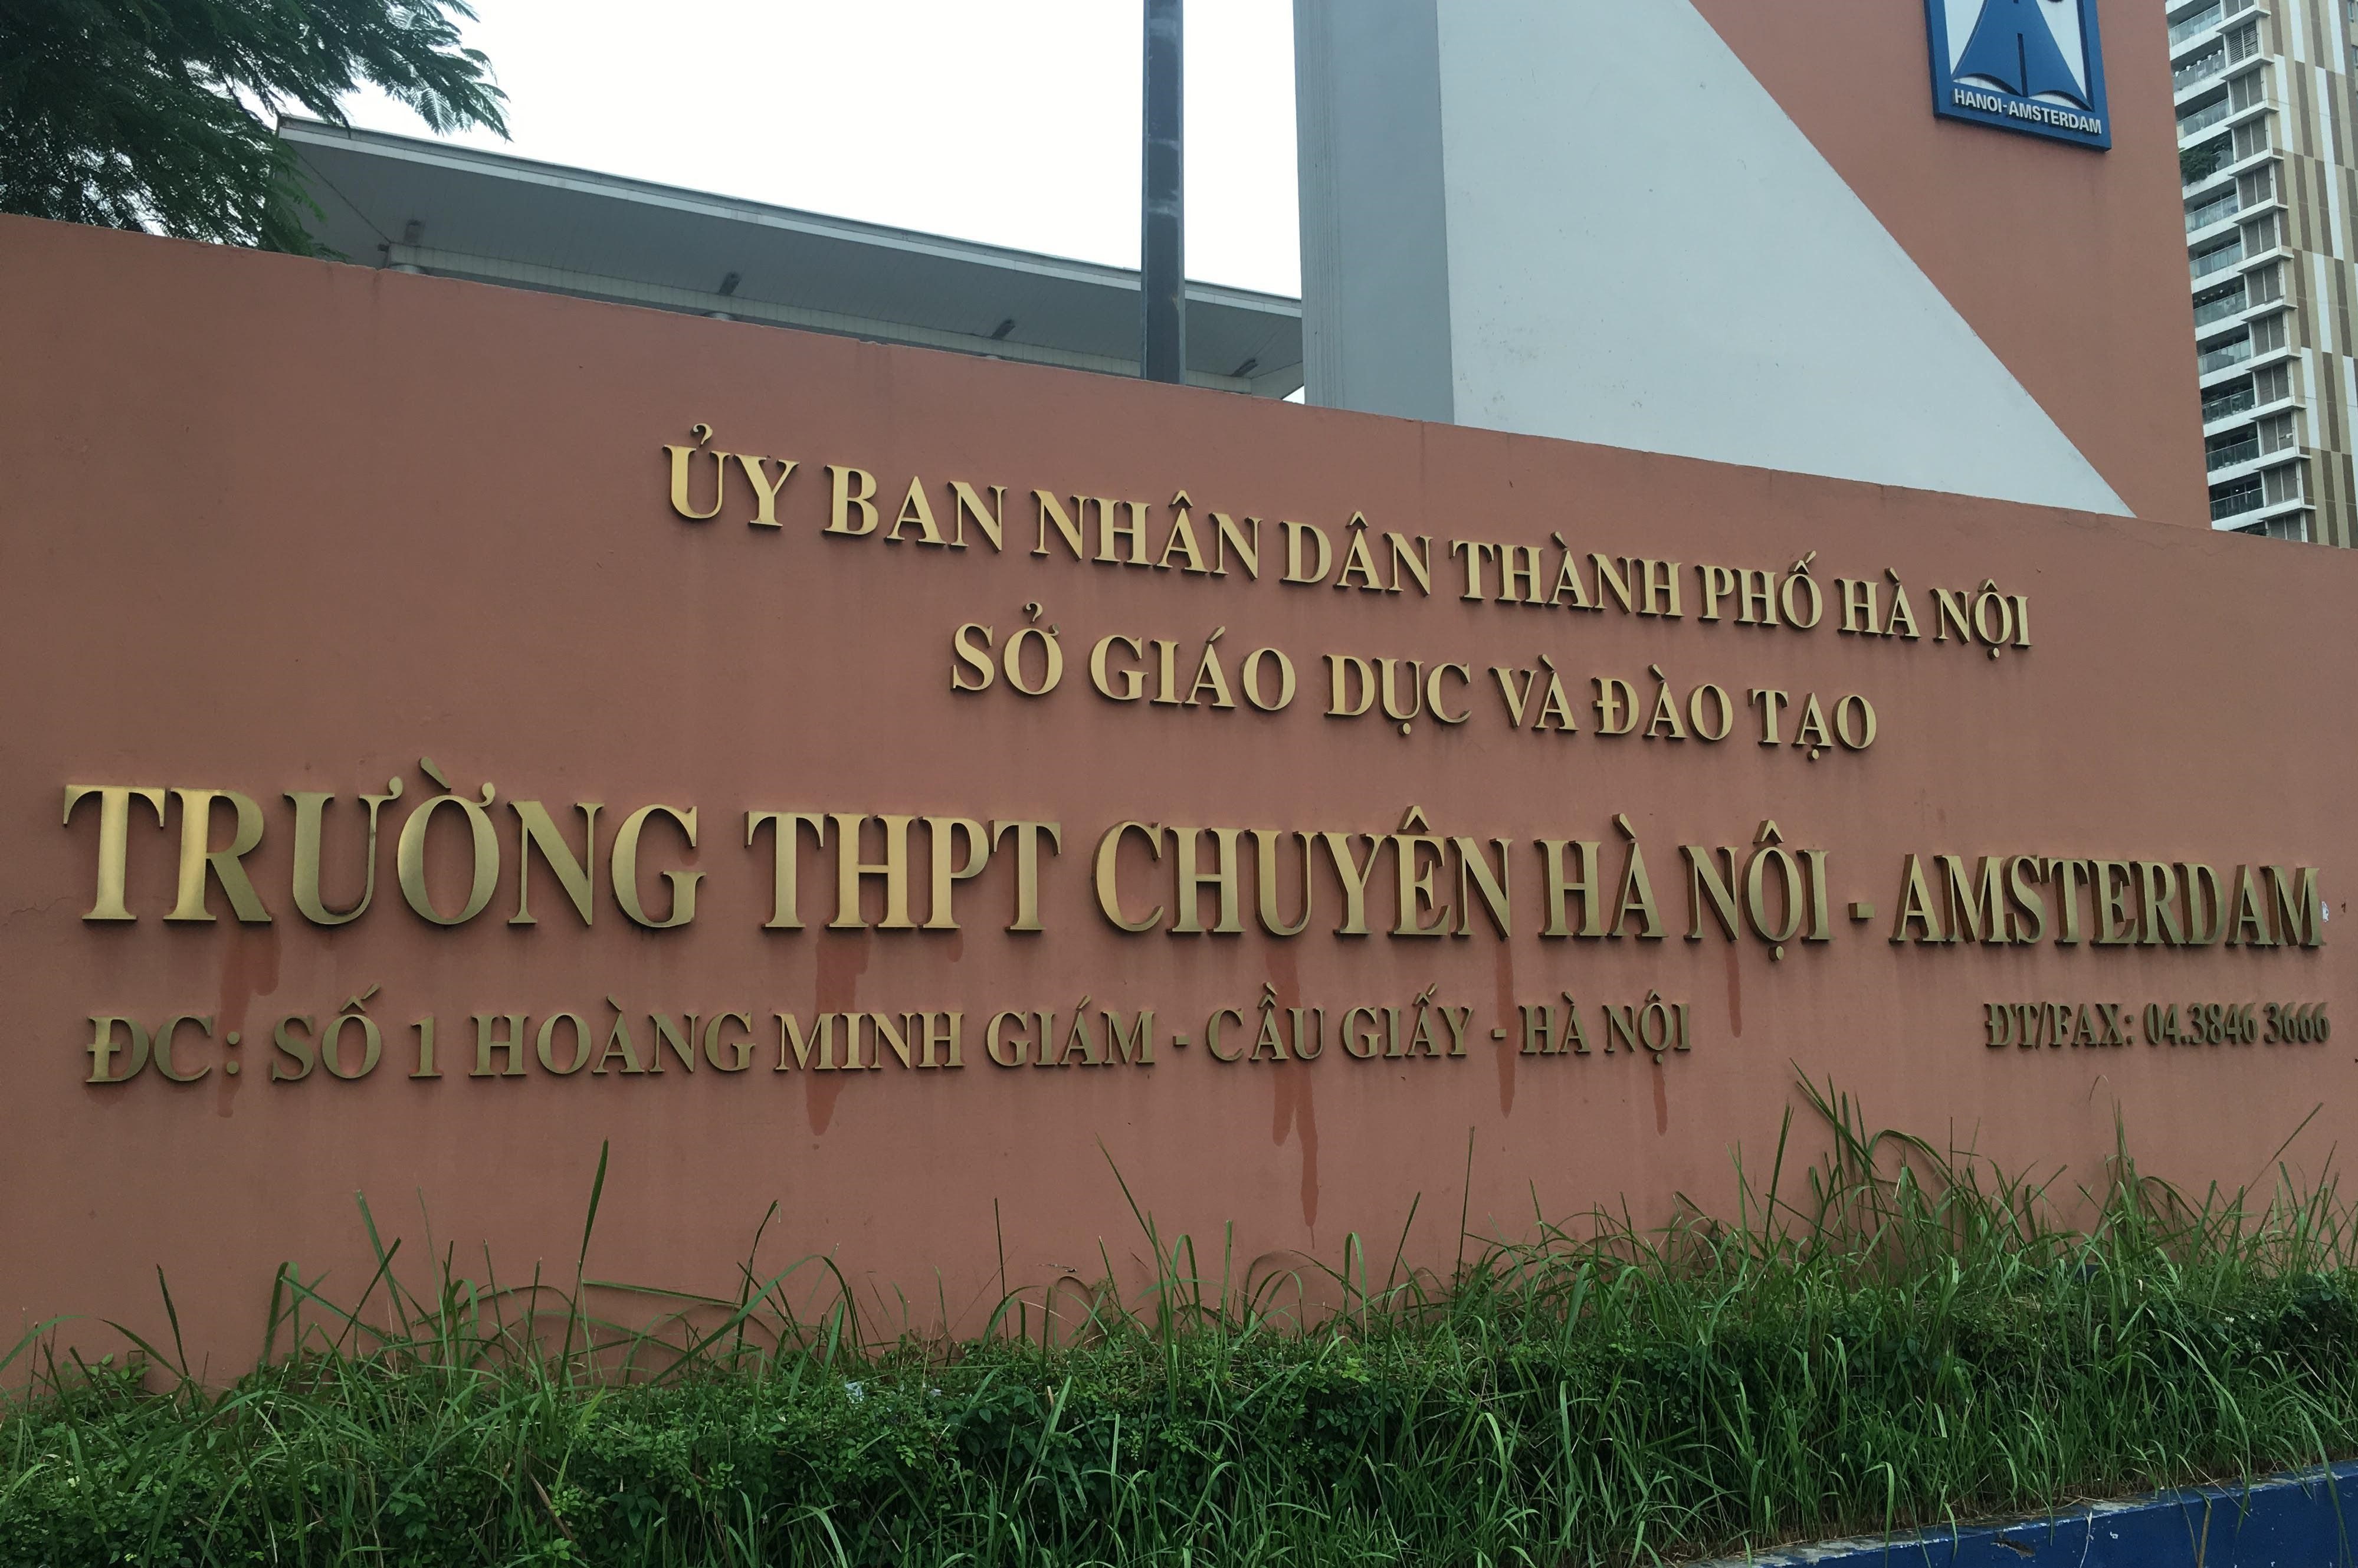 HANOI-AMSTERDAM
ỦY BAN NHÂN DÂN THÀNH PHỐ HÀ NỘI
SỞ GIÁO DỤC VÀ ĐÀO TẠO
TRƯỜNG THPT CHUYÊN HÀ NỘI - AMSTERDAM
ĐC: SỐ 1 HOÀNG MINH GIÁM - CẦU GIẤY - HÀ NỘI ĐT/FAX: 04.3846 3666